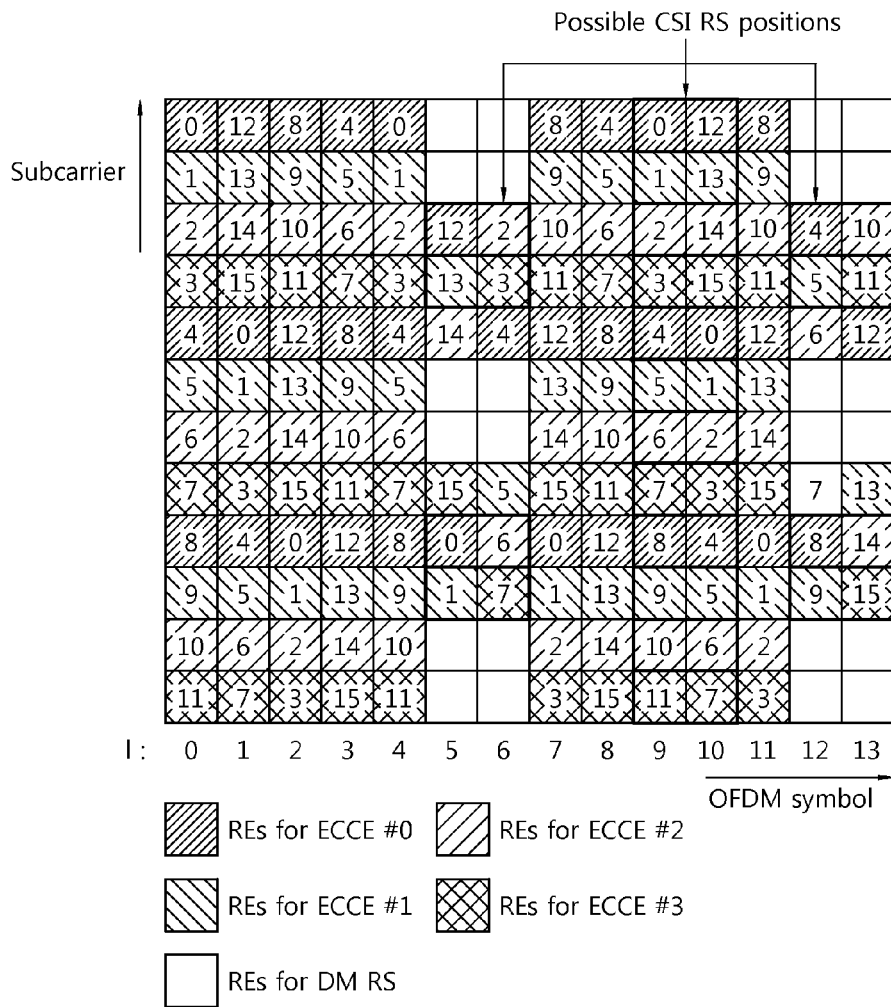 Possible CSI RS positions
Subcarrier
0 12 8 4 0 8 4 0 12 8
1 13 9 5 1 9 5 1 13 9
2 14 10 6 2 12 2 10 6 2 14 10 4 10
3 15 11 7 3 13 3 11 7 3 15 11 5 11
4 0 12 8 4 14 4 12 8 4 0 12 6 12
5 1 13 9 5 13 9 5 1 13
6 2 14 10 6 14 10 6 2 14
7 3 15 11 7 15 5 15 11 7 3 15 7 13
8 4 0 12 8 0 6 0 12 8 4 0 8 14
9 5 1 13 9 1 7 1 13 9 5 1 9 15
10 6 2 14 10 2 14 10 6 2
11 7 3 15 11 3 15 11 7 3
l : 0 1 2 3 4 5 6 7 8 9 10 11 12 13
OFDM symbol
REs for ECCE #0 REs for ECCE #2
REs for ECCE #1 REs for ECCE #3
REs for DM RS